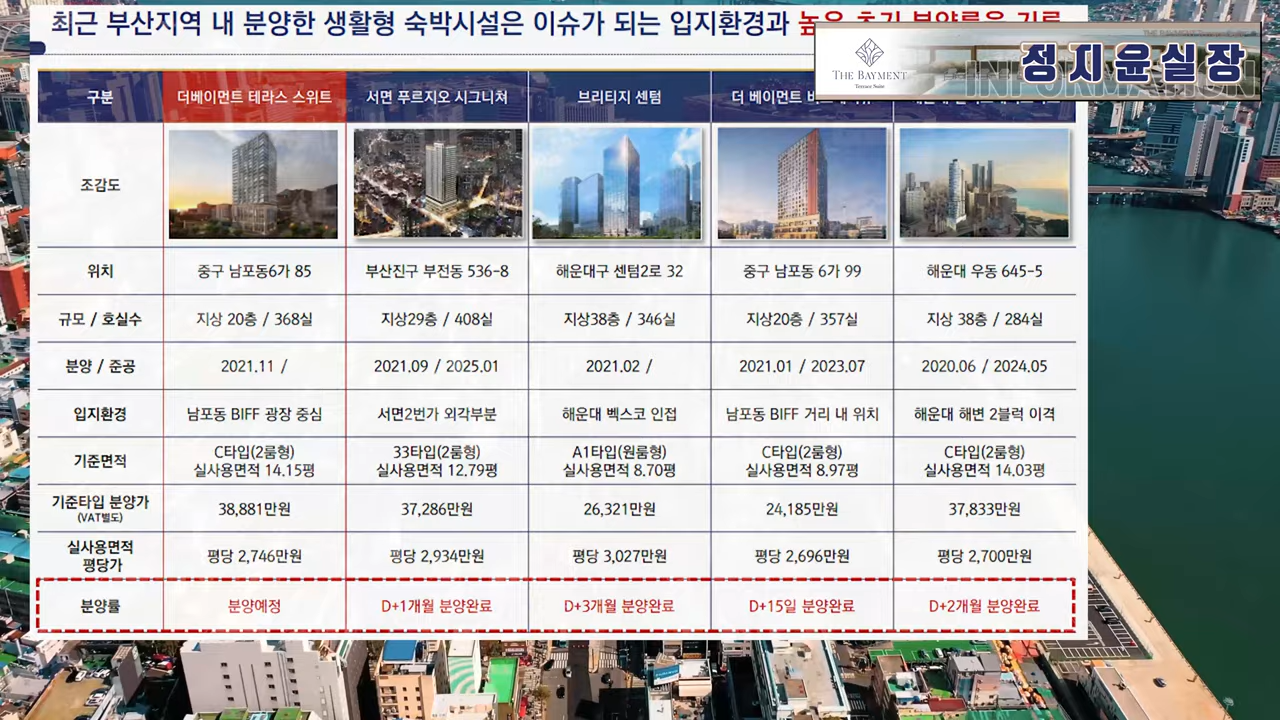 최근 부산지역 내 분양한 생활형 숙박시설은 이슈가 되는 입지환경과
THE BAYMENT
Terrace Suite
정지윤실장
INFORMATION
구분 더베이먼트 테라스 스위트 서면 푸르지오 시그니쳐 브리티지 센텀 더 베이먼트
조감도
위치 중구 남포동6가 85 부산진구 부전동 536-8 해운대구 센텀2로 32 중구 남포동 6가 99 해운대 우동 645-5
규모 / 호실수 지상 20층 / 368실 지상29층 / 408실 지상38층 / 346실 지상20층 / 357실 지상 38층 / 284실
분양 / 준공 2021.11 / 2021.09 / 2025.01 2021.02 / 2021.01 / 2023.07 2020.06 / 2024.05
입지환경 남포동 BIFF 광장 중심 서면2번가 외각부분 해운대 벡스코 인접 남포동 BIFF 거리 내 위치 해운대 해변 2블럭 이격
기준면적 C타입(2룸형) 33타입(2룸형) A1타입(원룸형) C타입(2룸형) C타입(2룸형)
실사용면적 14.15평 실사용면적 12.79평 실사용면적 8.70평 실사용면적 8.97평 실사용면적 14.03평
기준타입 분양가
(VAT별도) 38,881만원 37,286만원 26,321만원 24,185만원 37,833만원
실사용면적
평당가 평당 2,746만원 평당 2,934만원 평당 3,027만원 평당 2,696만원 평당 2,700만원
분양률 분양예정 D+1개월 분양완료 D+3개월 분양완료 D+15일 분양완료 D+2개월 분양완료